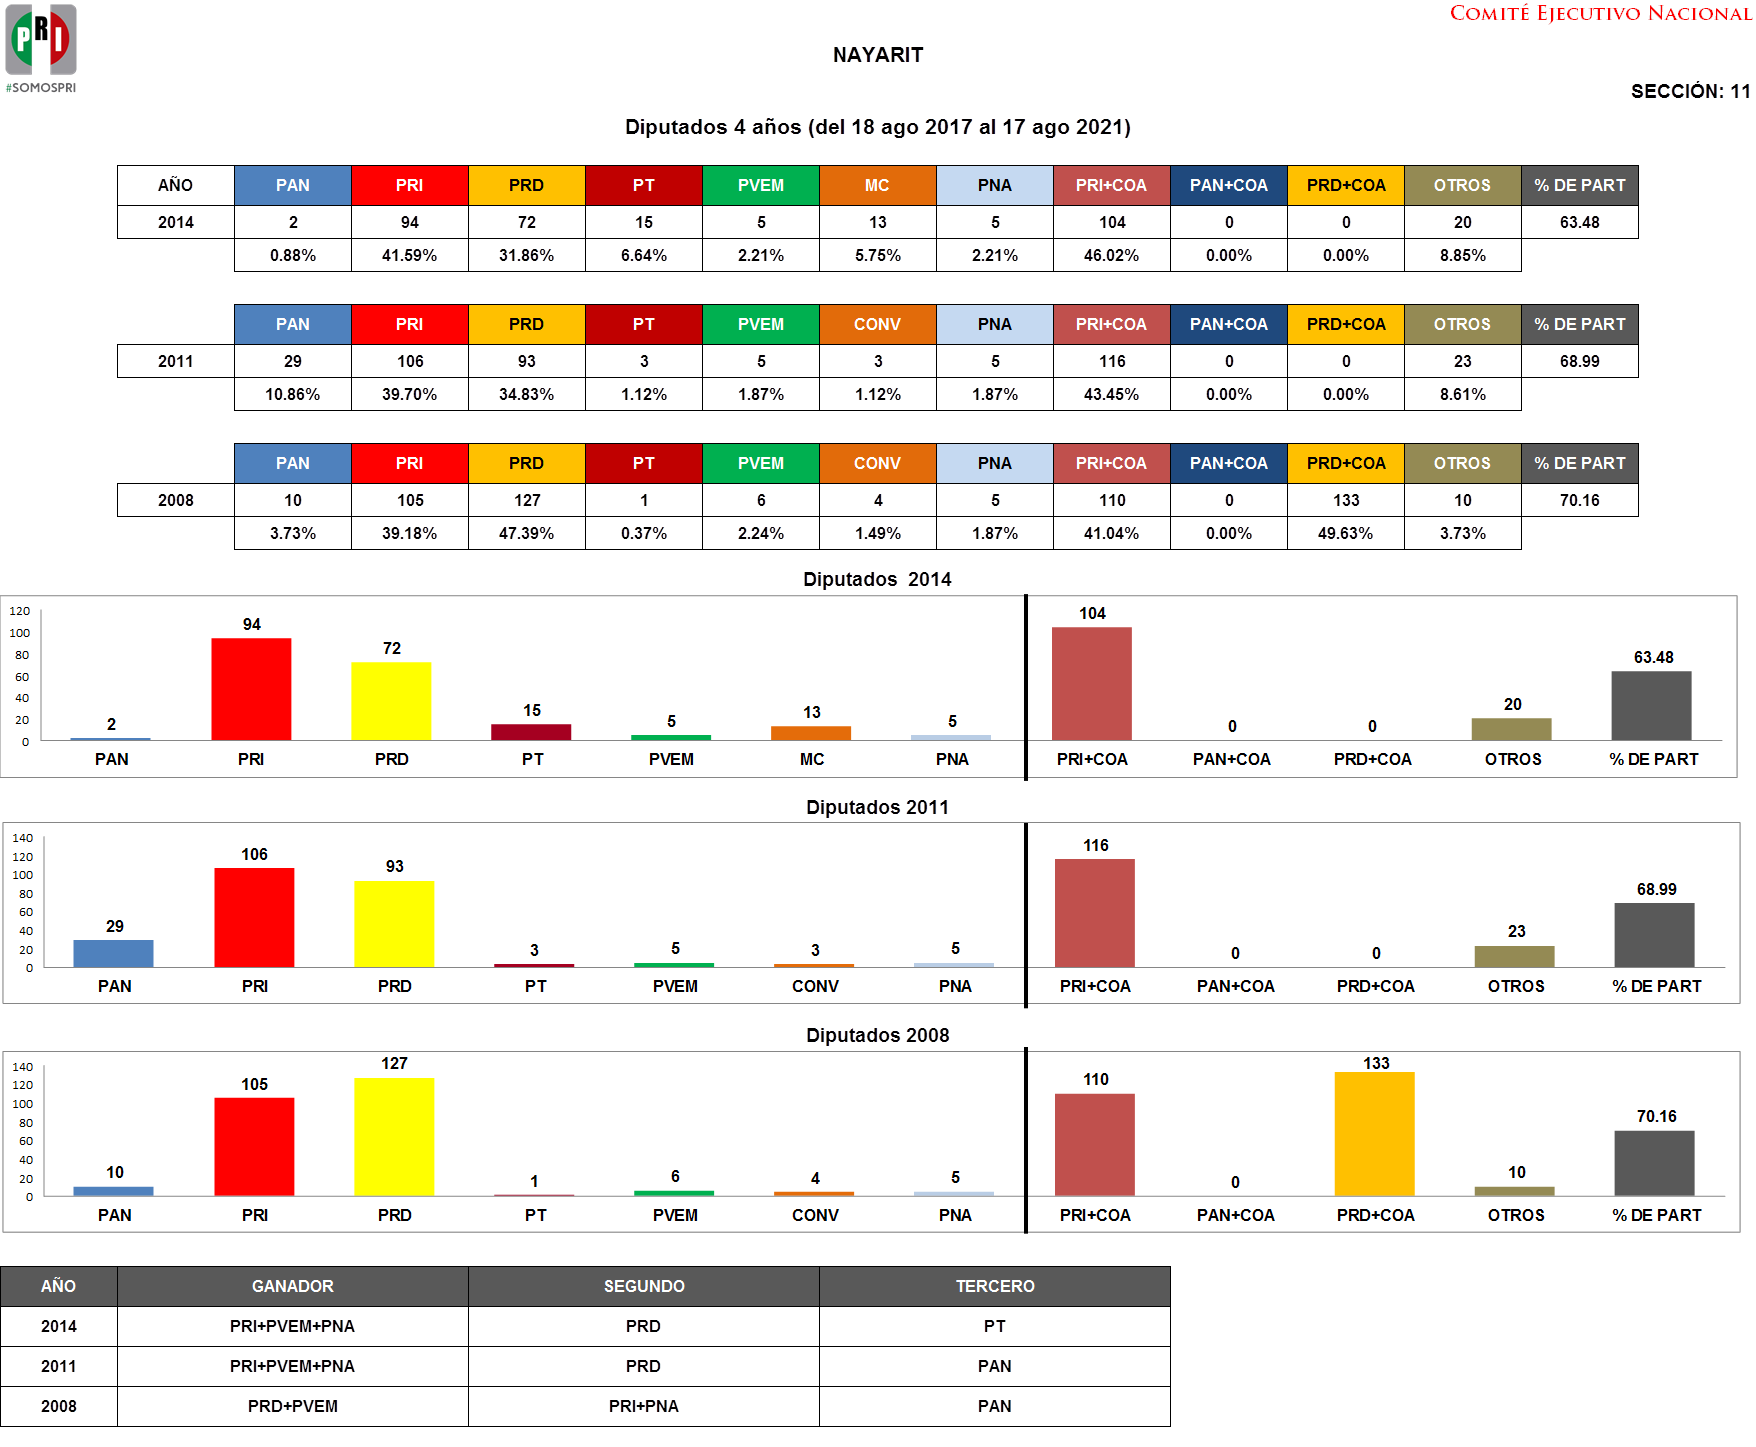 PRI
#SOMOSPRI
COMITÉ EJECUTIVO NACIONAL
NAYARIT
SECCIÓN: 11
Diputados 4 años (del 18 ago 2017 al 17 ago 2021)
AÑO PAN PRI PRD PT PVEM MC PNA PRI+COA PAN+COA PRD+COA OTROS % DE PART
2014 2 94 72 15 5 13 5 104 0 0 20 63.48
0.88% 41.59% 31.86% 6.64% 2.21% 5.75% 2.21% 46.02% 0.00% 0.00% 8.85%
PAN PRI PRD PT PVEM CONV PNA PRI+COA PAN+COA PRD+COA OTROS % DE PART
2011 29 106 93 3 5 3 5 116 0 0 23 68.99
10.86% 39.70% 34.83% 1.12% 1.87% 1.12% 1.87% 43.45% 0.00% 0.00% 8.61%
PAN PRI PRD PT PVEM CONV PNA PRI+COA PAN+COA PRD+COA OTROS % DE PART
2008 10 105 127 1 6 4 5 110 0 133 10 70.16
3.73% 39.18% 47.39% 0.37% 2.24% 1.49% 1.87% 41.04% 0.00% 49.63% 3.73%
Diputados 2014
120
100
80
60
40
20
0
2 94 72 15 5 13 5 104 0 0 20 63.48
PAN PRI PRD PT PVEM MC PNA PRI+COA PAN+COA PRD+COA OTROS % DE PART
Diputados 2011
140
120
100
80
60
40
20
0
29 106 93 3 5 3 5 116 0 0 23 68.99
PAN PRI PRD PT PVEM CONV PNA PRI+COA PAN+COA PRD+COA OTROS % DE PART
Diputados 2008
140
120
100
80
60
40
20
0
10 105 127 1 6 4 5 110 0 133 10 70.16
PAN PRI PRD PT PVEM CONV PNA PRI+COA PAN+COA PRD+COA OTROS % DE PART
AÑO GANADOR SEGUNDO TERCERO
2014 PRI+PVEM+PNA PRD PT
2011 PRI+PVEM+PNA PRD PAN
2008 PRD+PVEM PRI+PNA PAN